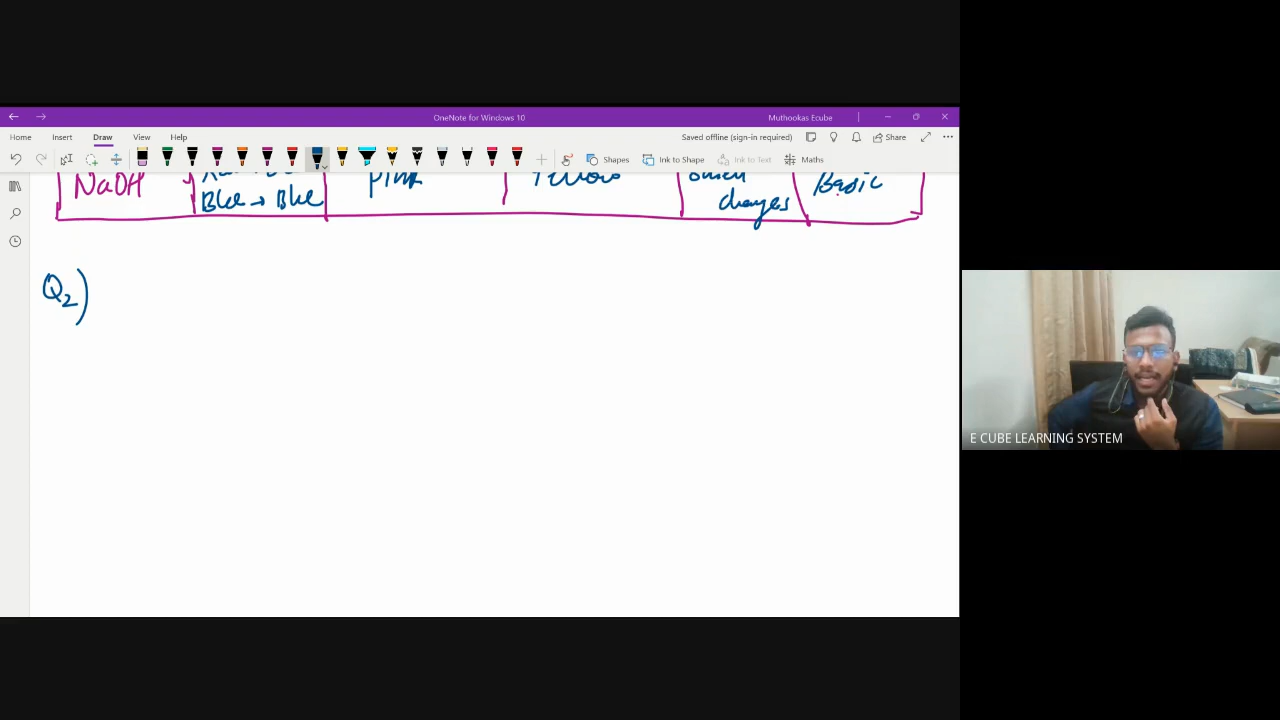 OneNote for Windows 10
Muthookas Ecube
Home Insert Draw View Help
Saved offline (sign-in required)
Share
Shapes
Ink to Shape
Ink to Text
Maths
NaOH
Blue → Blue
Pink
Yellow
changes
Basic
Q2)
E CUBE LEARNING SYSTEM